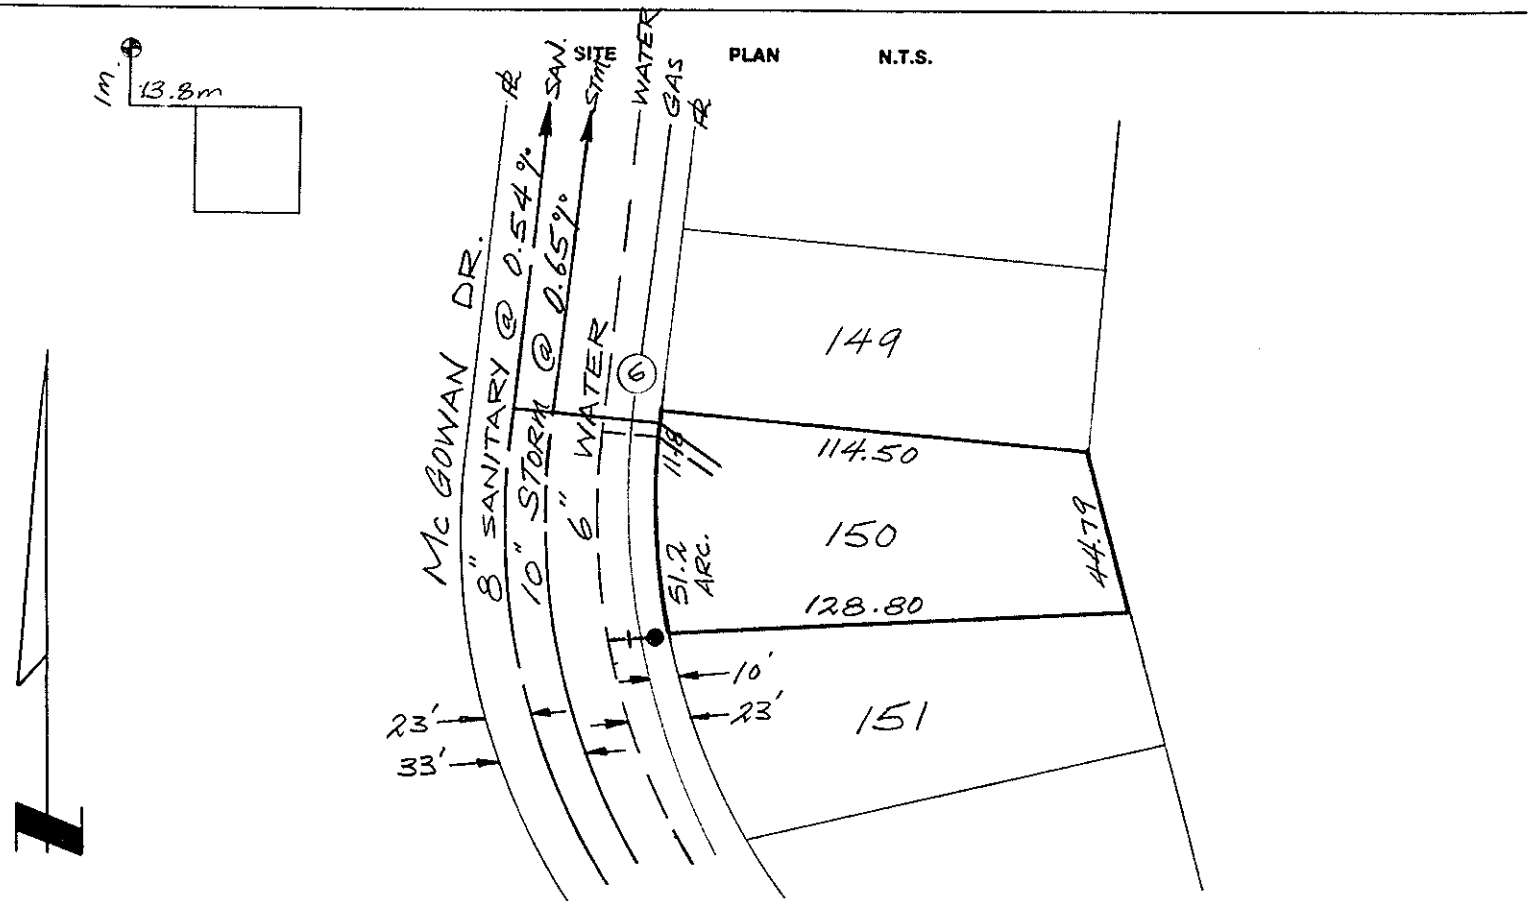 SITE PLAN N.T.S.
1m.
13.8m
PL
SAN.
STM
WATER
GAS
PL
Mc GOWAN DR.
8" SANITARY @ 0.54%
10" STORM @ 0.65%
6" WATER
6
149
11.8
114.50
150
51.2
ARC.
44.79
128.80
10'
23'
23'
33'
151